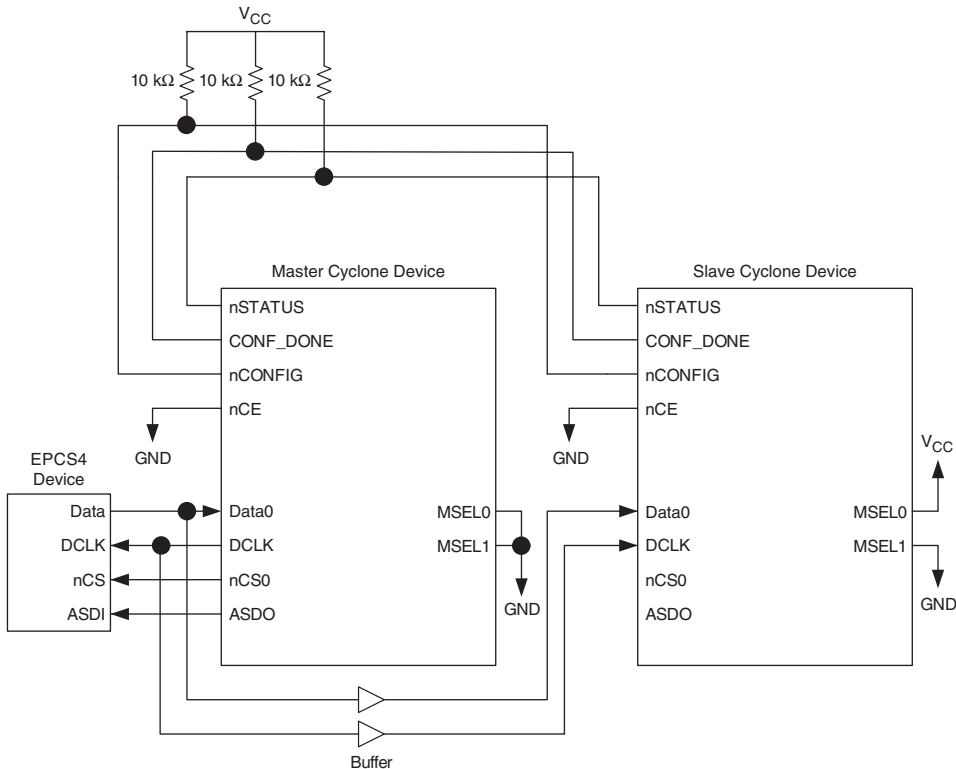 VCC
10 kΩ 10 kΩ 10 kΩ
Master Cyclone Device
nSTATUS
CONF_DONE
nCONFIG
nCE
GND
Data0
DCLK
nCS0
ASDO
MSEL0
MSEL1
GND
Slave Cyclone Device
nSTATUS
CONF_DONE
nCONFIG
nCE
GND
Data0
DCLK
nCS0
ASDO
VCC
MSEL0
MSEL1
GND
EPCS4
Device
Data
DCLK
nCS
ASDI
Buffer